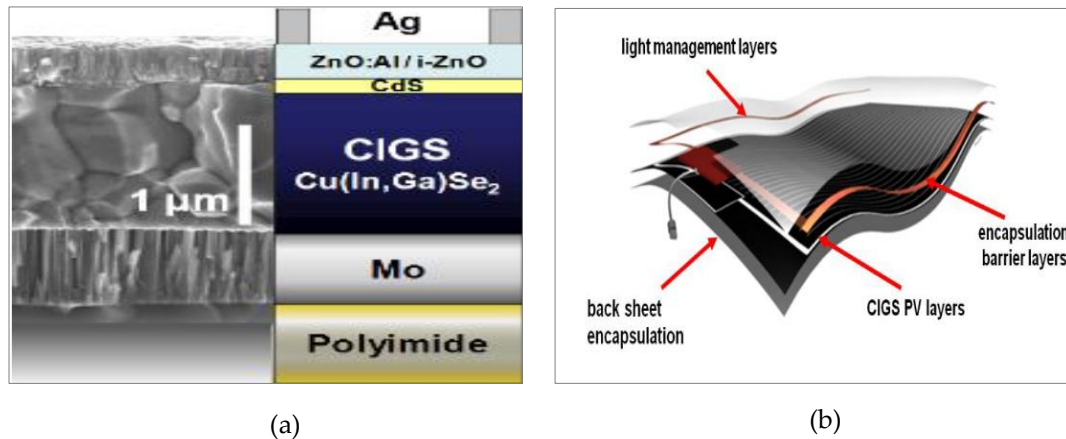 Ag
ZnO:Al / i-ZnO
CdS
CIGS
Cu(In,Ga)Se₂
1 μm
Mo
Polyimide
(a)
light management layers
encapsulation
barrier layers
CIGS PV layers
back sheet
encapsulation
(b)